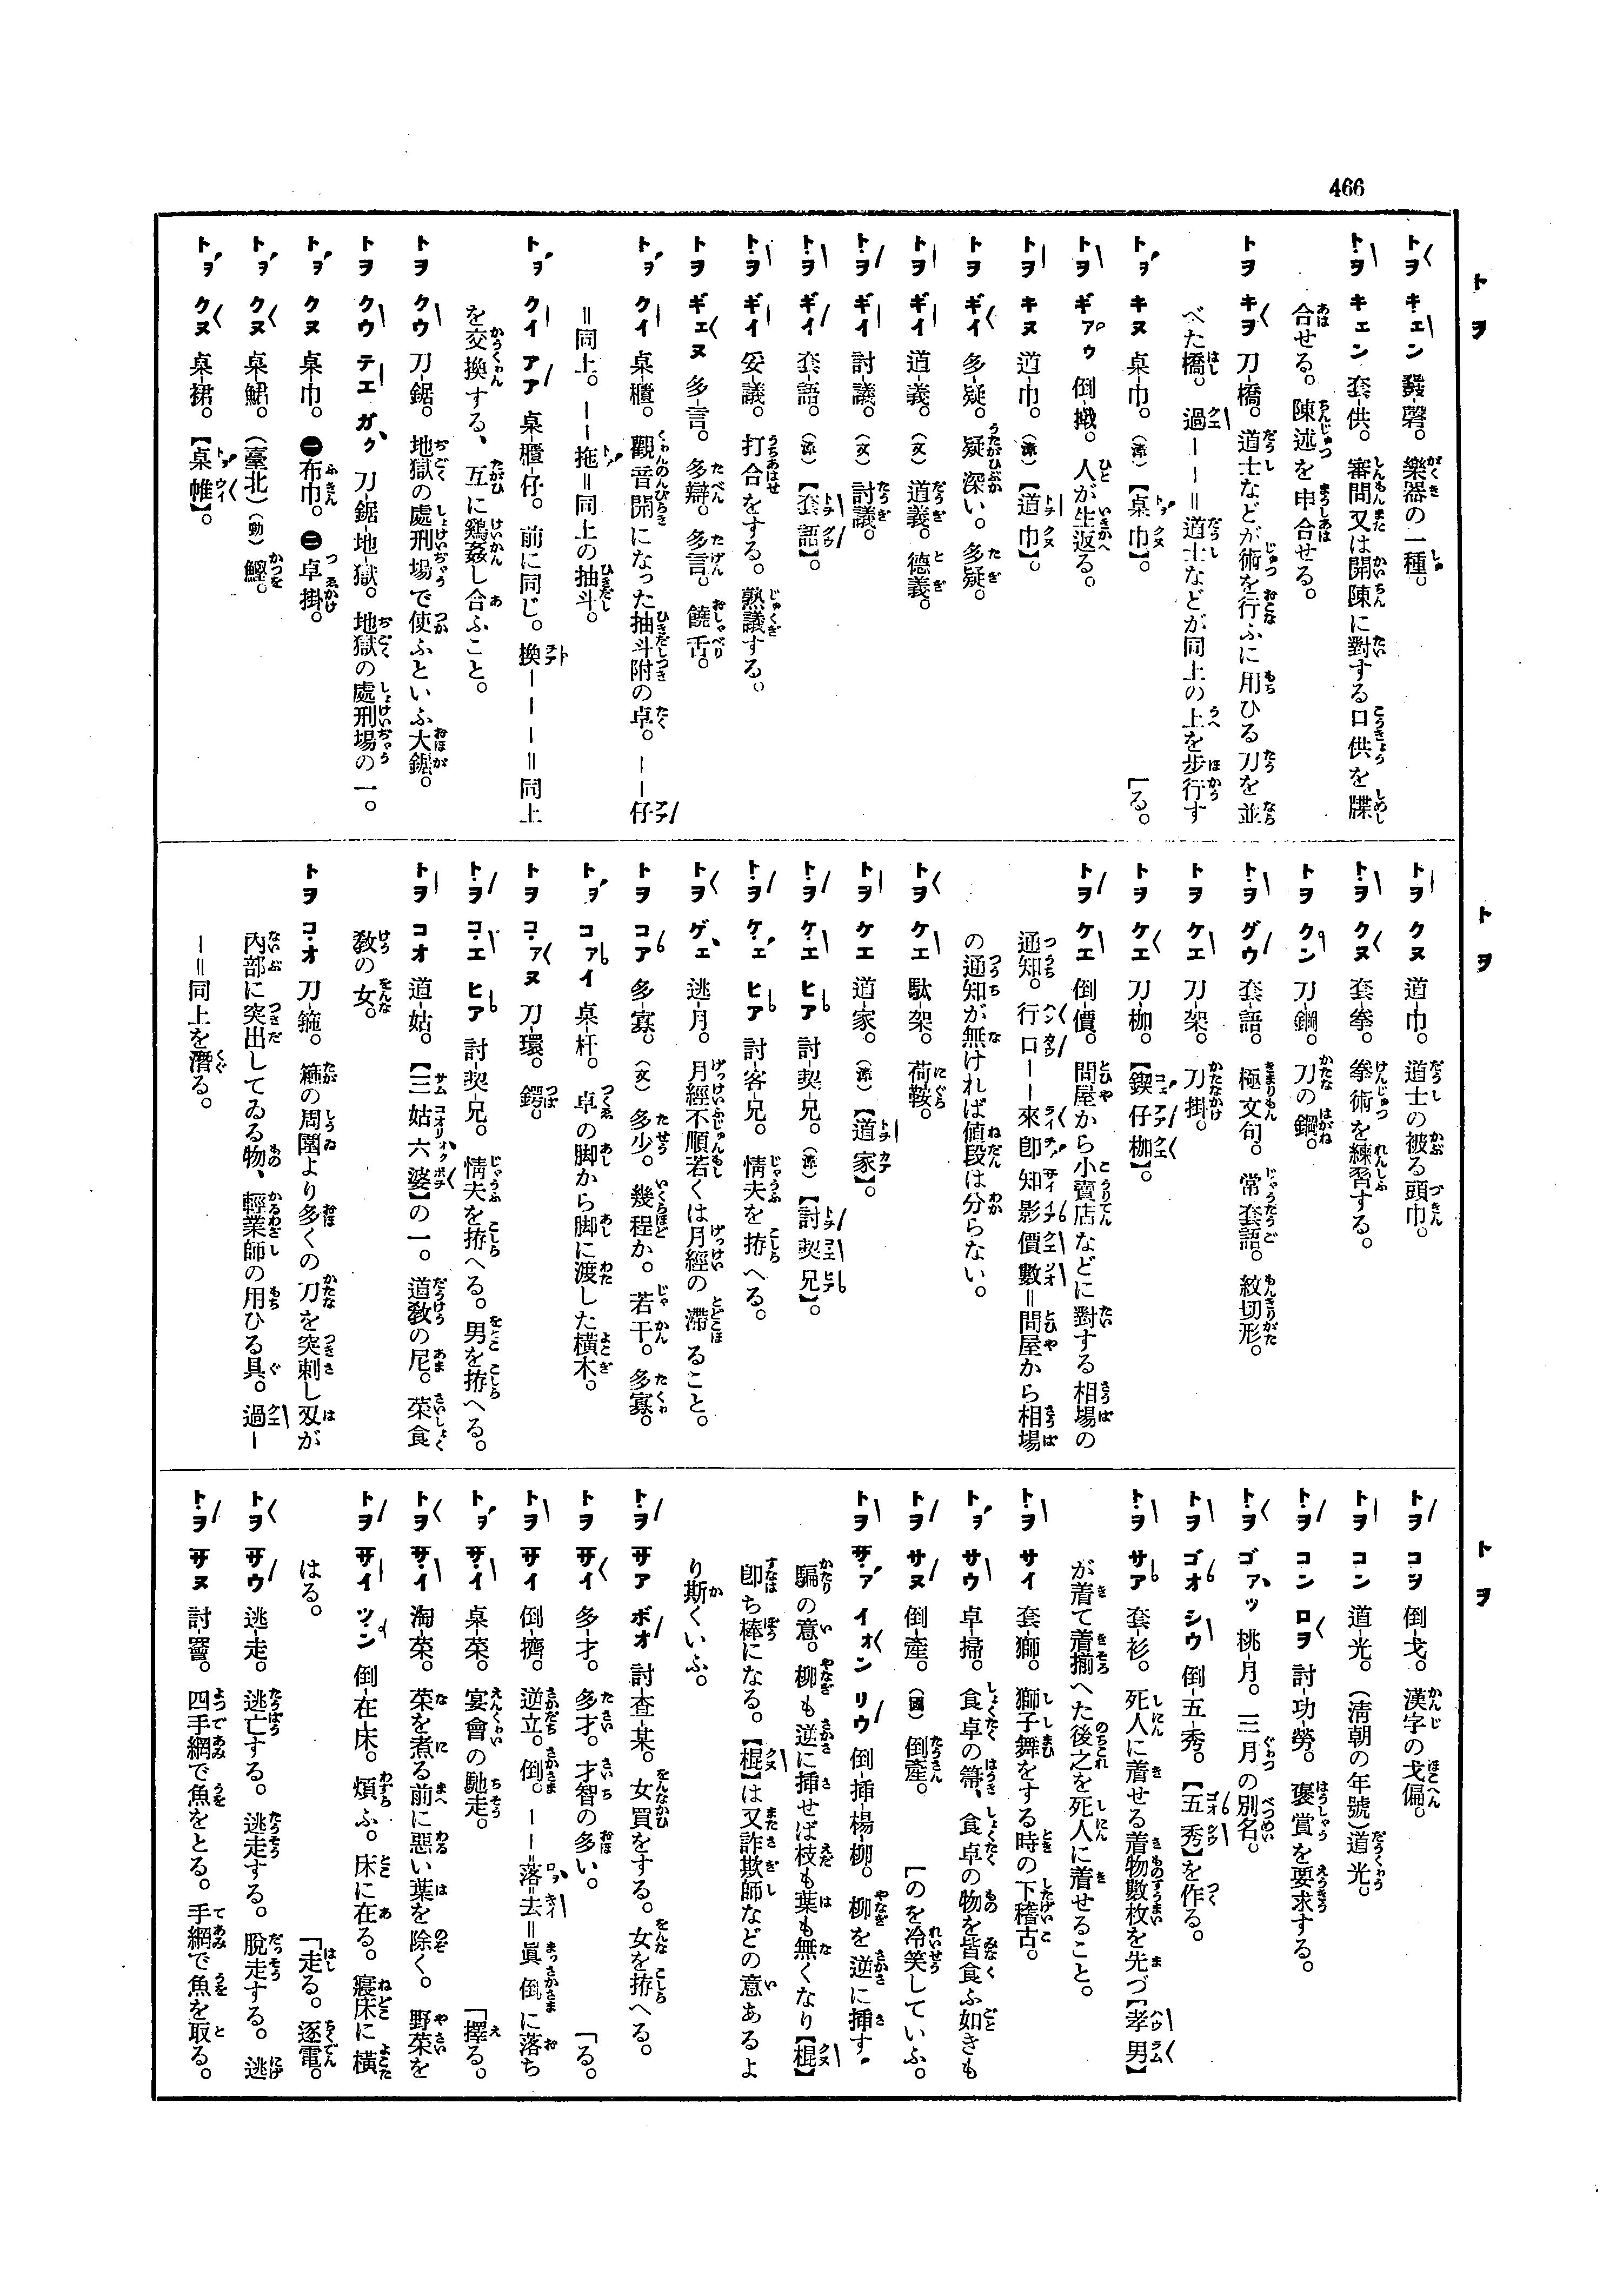 466
トヲ
トヲ キェン 鼗磬。樂器の一種。
トヲ キェン 套供。審問又は開陳に對する口供を牒
合せる。陳述を申合せる。
トヲ キヲ 刀橋。道士などが術を行ふに用ひる刀を並
べた橋。過――=道士などが同上の上を步行す
「る。
トヲ キヌ 桌巾。（漳）【桌巾】。
トヲ ギアゥ 倒。人が生返る。
トヲ キヌ 道巾。（漳）【道巾】。
トヲ ギイ 多疑。疑深い。多疑。
トヲ ギイ 道義。（文）道義。德義。
トヲ ギイ 討議。（文）討議。
トヲ ギイ 套語。（漳）【套語】。
トヲ ギイ 妥議。打合をする。熟議する。
トヲ ギェヌ 多言。多辯。多言。饒舌。
トヲ クイ 桌櫃。觀音開になった抽斗附の卓。――仔
=同上。――拖=同上の抽斗。
トヲ クイ アア 桌櫃仔。前に同じ。換―――=同上
を交換する、互に鷄姦し合ふこと。
トヲ クウ 刀鋸。地獄の處刑場で使ふといふ大鋸。
トヲ クウ テエ ガク 刀鋸地獄。地獄の處刑場の一。
トヲ クヌ 桌巾。㊀布巾。㊁卓掛。
トヲ クヌ 桌鯤。（臺北）（動）鰹。
トヲ クヌ 桌裙。【桌帷】。
トヲ
トヲ クヌ 道巾。道士の被る頭巾。
トヲ クヌ 套拳。拳術を練習する。
トヲ クン 刀鋼。刀の鋼。
トヲ グウ 套語。極文句。常套語。紋切形。
トヲ ケエ 刀架。刀掛。
トヲ ケエ 刀枷。【鍥仔枷】。
トヲ ケエ 倒價。問屋から小賣店などに對する相場の
通知。行口――來卽知影價數=問屋から相場
の通知が無ければ値段は分らない。
トヲ ケエ 馱架。荷鞍。
トヲ ケエ 道家。（漳）【道家】。
トヲ ケエ ヒア 討契兄。（漳）【討契兄】。
トヲ ケェ ヒア 討客兄。情夫を拵へる。
トヲ ゲェ 逃月。月經不順若くは月經の滯ること。
トヲ コア 多寡。（文）多少。幾程か。若干。多寡。
トヲ コアイ 桌杆。卓の脚から脚に渡した橫木。
トヲ コアヌ 刀環。鍔。
トヲ コエ ヒア 討契兄。情夫を拵へる。男を拵へる。
トヲ コオ 道姑。【三姑六婆】の一。道敎の尼。菜食
敎の女。
トヲ コオ 刀箍。箍の周圍より多くの刀を突刺し双が
內部に突出してゐる物、輕業師の用ひる具。過―
―=同上を潛る。
トヲ
トヲ コヲ 倒戈。漢字の戈偏。
トヲ コン 道光。（淸朝の年號）道光。
トヲ コン ロヲ 討功勞。褒賞を要求する。
トヲ ゴアッ 桃月。三月の別名。
トヲ ゴオ シウ 倒五秀。【五秀】を作る。
トヲ サア 套衫。死人に着せる着物數枚を先づ【孝男】
が着て着揃へた後之を死人に着せること。
トヲ サイ 套獅。獅子舞をする時の下稽古。
トヲ サウ 卓掃。食卓の箒、食卓の物を皆食ふ如きも
「のを冷笑していふ。
トヲ サヌ 倒產。（國）倒產。
トヲ サァ イオン リウ 倒揷楊柳。柳を逆に揷す・
騙の意。柳も逆に揷せば枝も葉も無くなり【棍】
卽ち棒になる。【棍】は又詐欺師などの意あるよ
り斯くいふ。
トヲ サア ボオ 討查某。女買をする。女を拵へる。
トヲ サイ 多才。多才。才智の多い。
「る。
トヲ サイ 倒擠。逆立。倒。――=落=去=眞倒に落ち
トヲ サイ 桌菜。宴會の馳走。
「擇る。
トヲ サイ 淘菜。菜を煮る前に惡い葉を除く。野菜を
トヲ サイ ツン 倒在床。煩ふ。床に在る。寢床に橫
はる。
「走る。逐電。
トヲ サウ 逃走。逃亡する。逃走する。脫走する。逃
トヲ サヌ 討罾。四手網で魚をとる。手網で魚を取る。